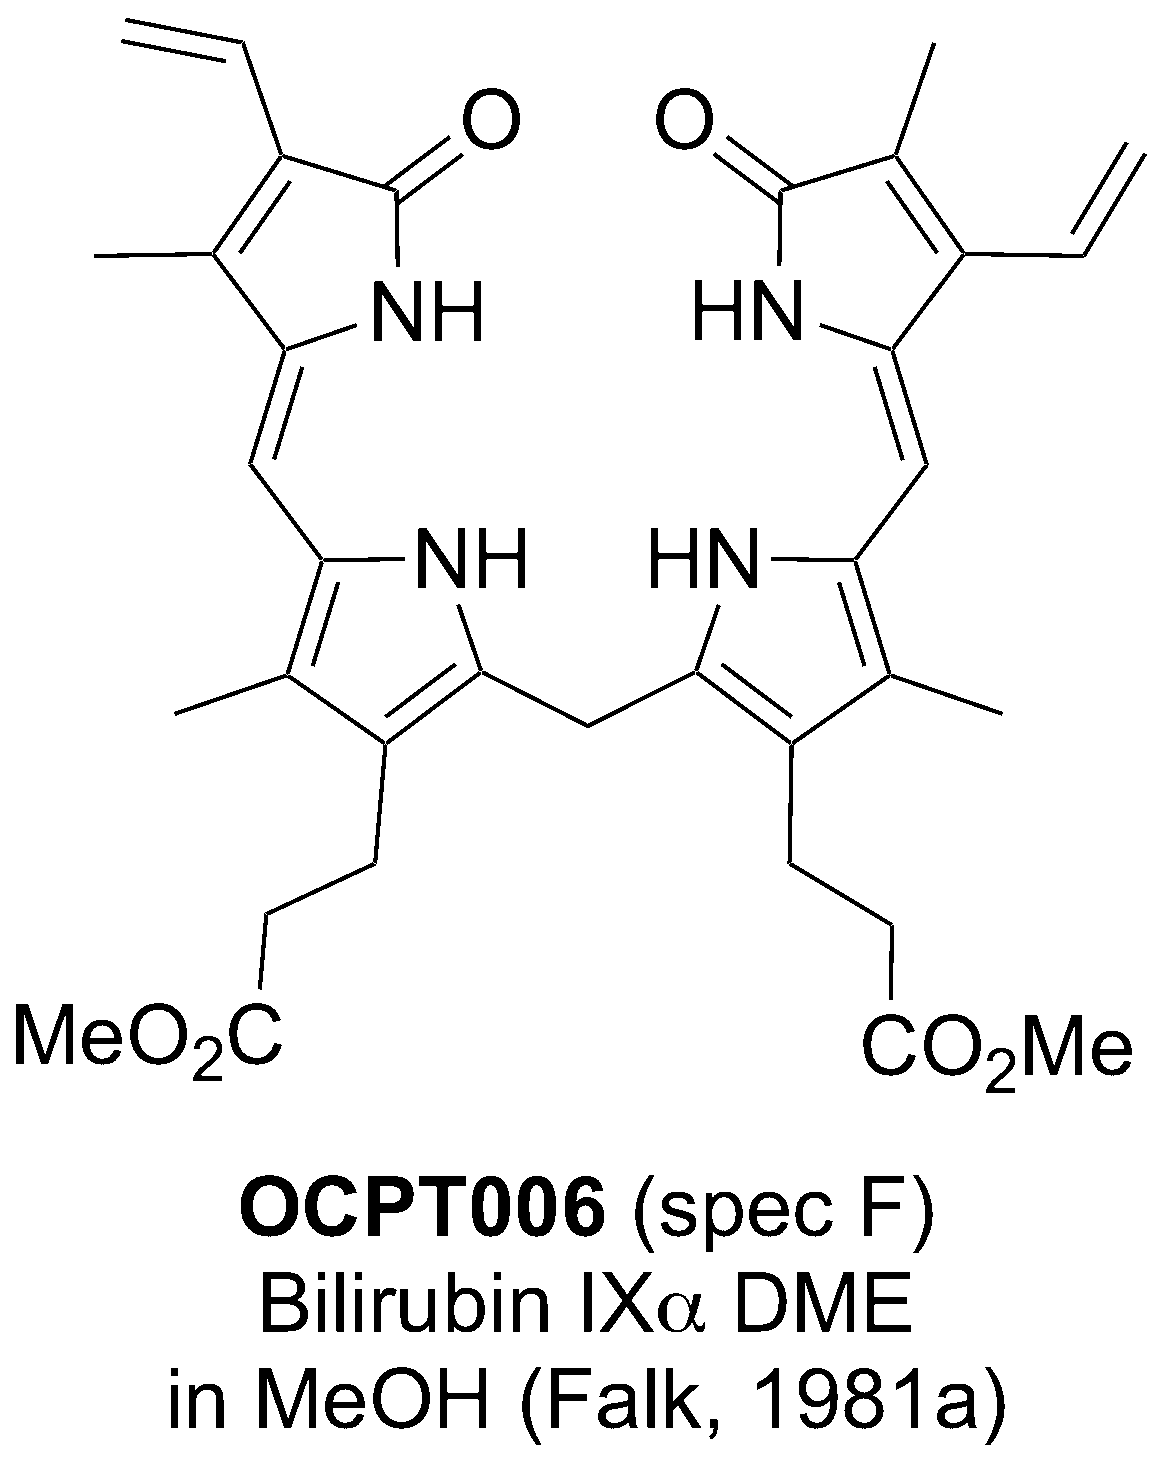 O O
NH HN
NH HN
MeO₂C CO₂Me
OCPT006 (spec F)
Bilirubin IXα DME
in MeOH (Falk, 1981a)